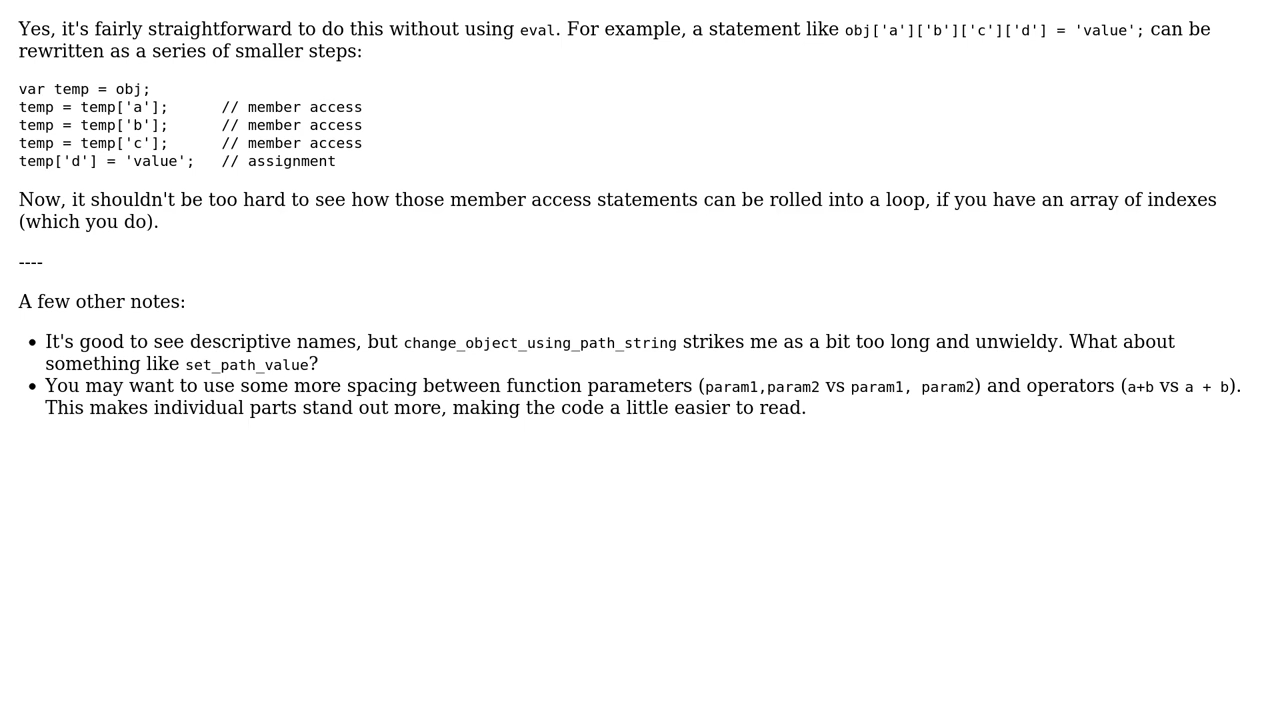 Yes, it's fairly straightforward to do this without using eval. For example, a statement like obj['a']['b']['c']['d'] = 'value'; can be
rewritten as a series of smaller steps:
var temp = obj;
temp = temp['a'];      // member access
temp = temp['b'];      // member access
temp = temp['c'];      // member access
temp['d'] = 'value';   // assignment
Now, it shouldn't be too hard to see how those member access statements can be rolled into a loop, if you have an array of indexes
(which you do).
----
A few other notes:
• It's good to see descriptive names, but change_object_using_path_string strikes me as a bit too long and unwieldy. What about
something like set_path_value?
• You may want to use some more spacing between function parameters (param1,param2 vs param1, param2) and operators (a+b vs a + b).
This makes individual parts stand out more, making the code a little easier to read.